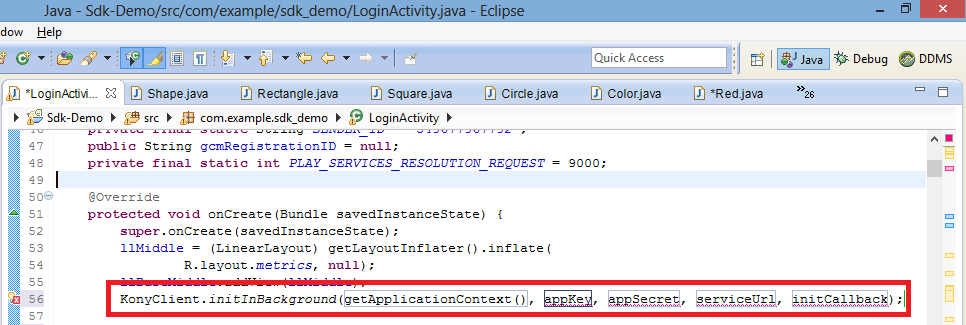 Java - Sdk-Demo/src/com/example/sdk_demo/LoginActivity.java - Eclipse
dow Help
Quick Access
Java
Debug
DDMS
*LoginActivi...
Shape.java
Rectangle.java
Square.java
Circle.java
Color.java
*Red.java
»26
Sdk-Demo
src
com.example.sdk_demo
LoginActivity
private final static String SENDER_ID
47 public String gcmRegistrationID = null;
48 private final static int PLAY_SERVICES_RESOLUTION_REQUEST = 9000;
49
50 @Override
51 protected void onCreate(Bundle savedInstanceState) {
52 super.onCreate(savedInstanceState);
53 llMiddle = (LinearLayout) getLayoutInflater().inflate(
54 R.layout.metrics, null);
55
56 KonyClient.initInBackground(getApplicationContext(), appKey, appSecret, serviceUrl, initCallback);
57